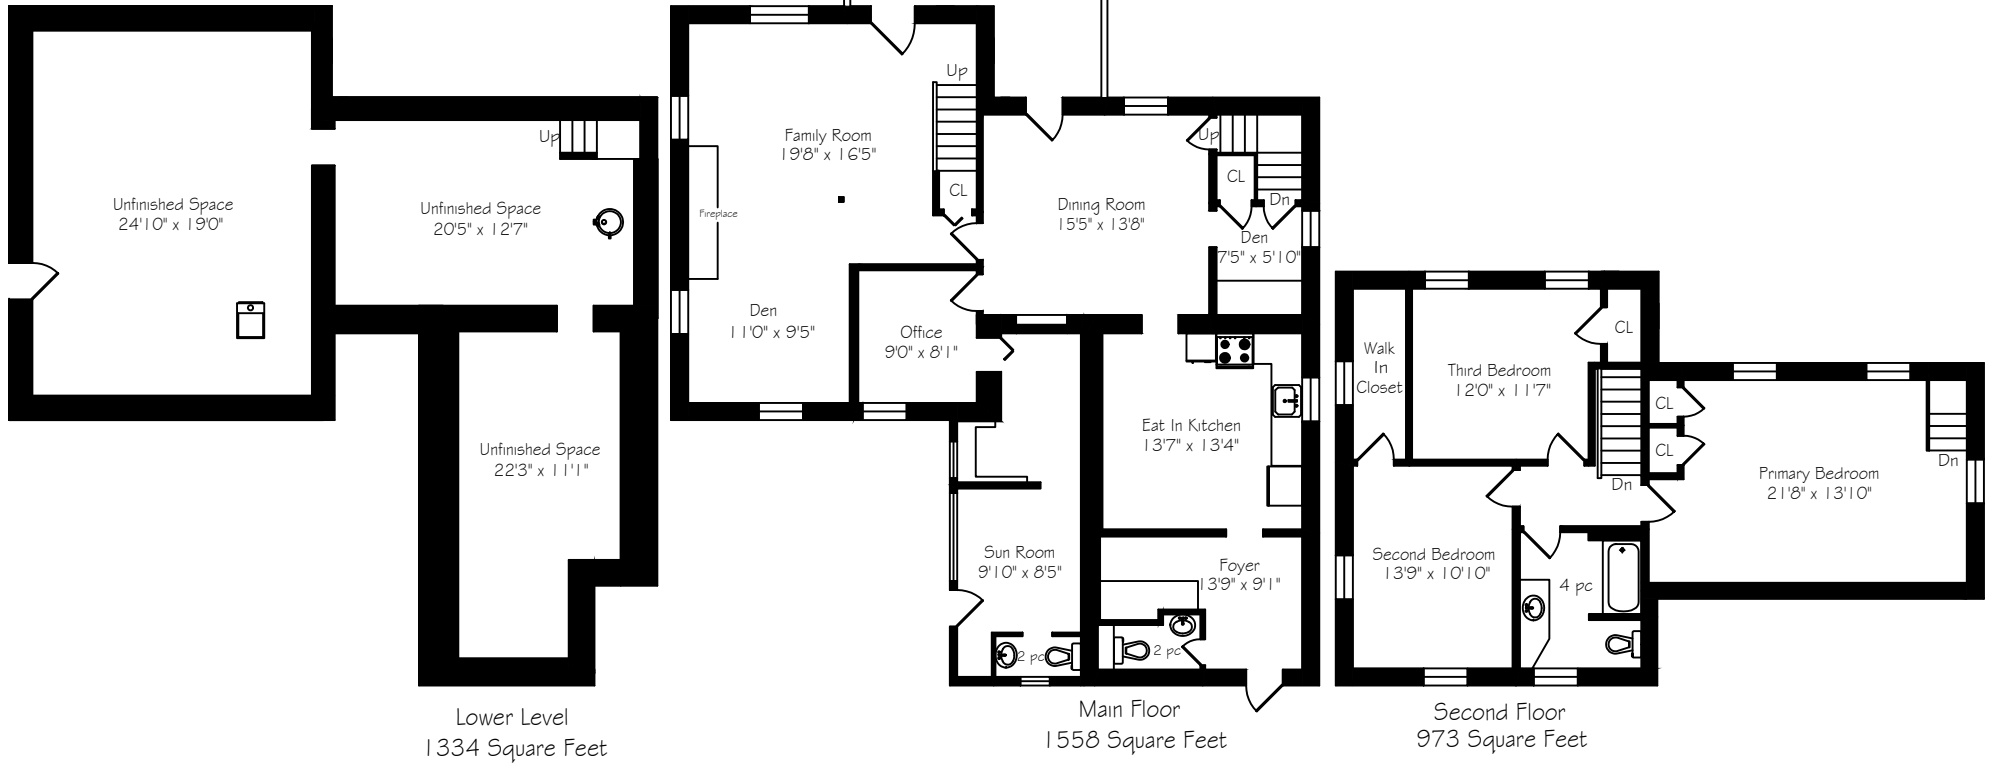 Unfinished Space
24'10" x 19'0"
Up
Unfinished Space
20'5" x 12'7"
Unfinished Space
22'3" x 11'1"
Lower Level
1334 Square Feet
Up
Family Room
19'8" x 16'5"
CL
Fireplace
Den
11'0" x 9'5"
Office
9'0" x 8'1"
Dining Room
15'5" x 13'8"
Up
CL
Dn
Den
7'5" x 5'10"
Eat In Kitchen
13'7" x 13'4"
Sun Room
9'10" x 8'5"
Foyer
13'9" x 9'1"
2 pc
2 pc
Main Floor
1558 Square Feet
Walk
In
Closet
Third Bedroom
12'0" x 11'7"
CL
CL
CL
Dn
Primary Bedroom
21'8" x 13'10"
Dn
Second Bedroom
13'9" x 10'10"
4 pc
Second Floor
973 Square Feet